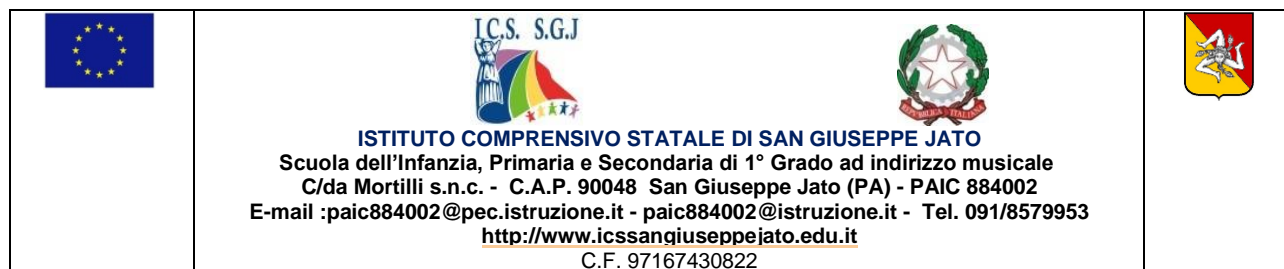 I.C.S. S.G.J
REPVBBLICA ITALIANA
ISTITUTO COMPRENSIVO STATALE DI SAN GIUSEPPE JATO
Scuola dell'Infanzia, Primaria e Secondaria di 1° Grado ad indirizzo musicale
C/da Mortilli s.n.c. - C.A.P. 90048 San Giuseppe Jato (PA) - PAIC 884002
E-mail :paic884002@pec.istruzione.it - paic884002@istruzione.it - Tel. 091/8579953
http://www.icssangiuseppejato.edu.it
C.F. 97167430822